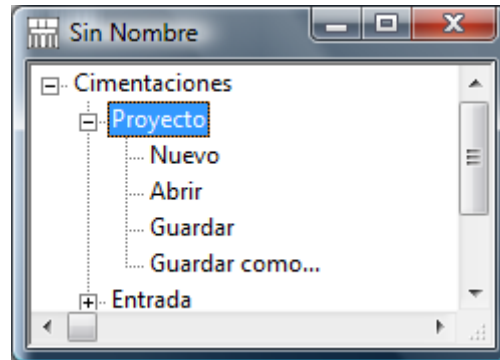 Sin Nombre
Cimentaciones
Proyecto
Nuevo
Abrir
Guardar
Guardar como...
Entrada